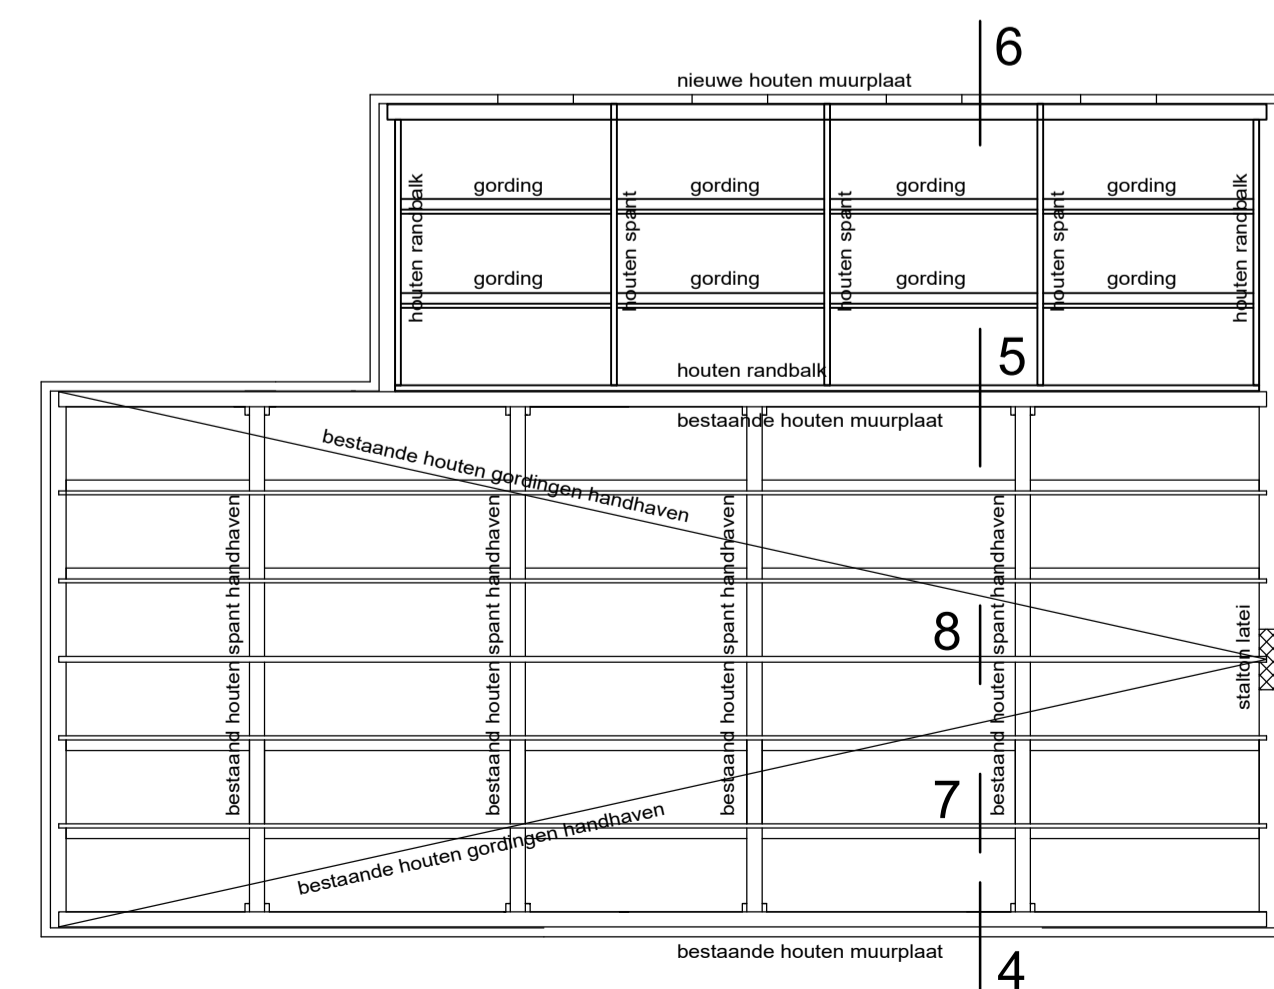 6
nieuwe houten muurplaat
gording
gording
gording
gording
houten randbalk
houten spant
houten spant
houten spant
houten randbalk
gording
gording
gording
gording
5
houten randbalk
bestaande houten muurplaat
bestaande houten gordingen handhaven
bestaand houten spant handhaven
bestaand houten spant handhaven
bestaand houten spant handhaven
bestaand houten spant handhaven
8
stalton latei
7
bestaande houten gordingen handhaven
bestaande houten muurplaat
4